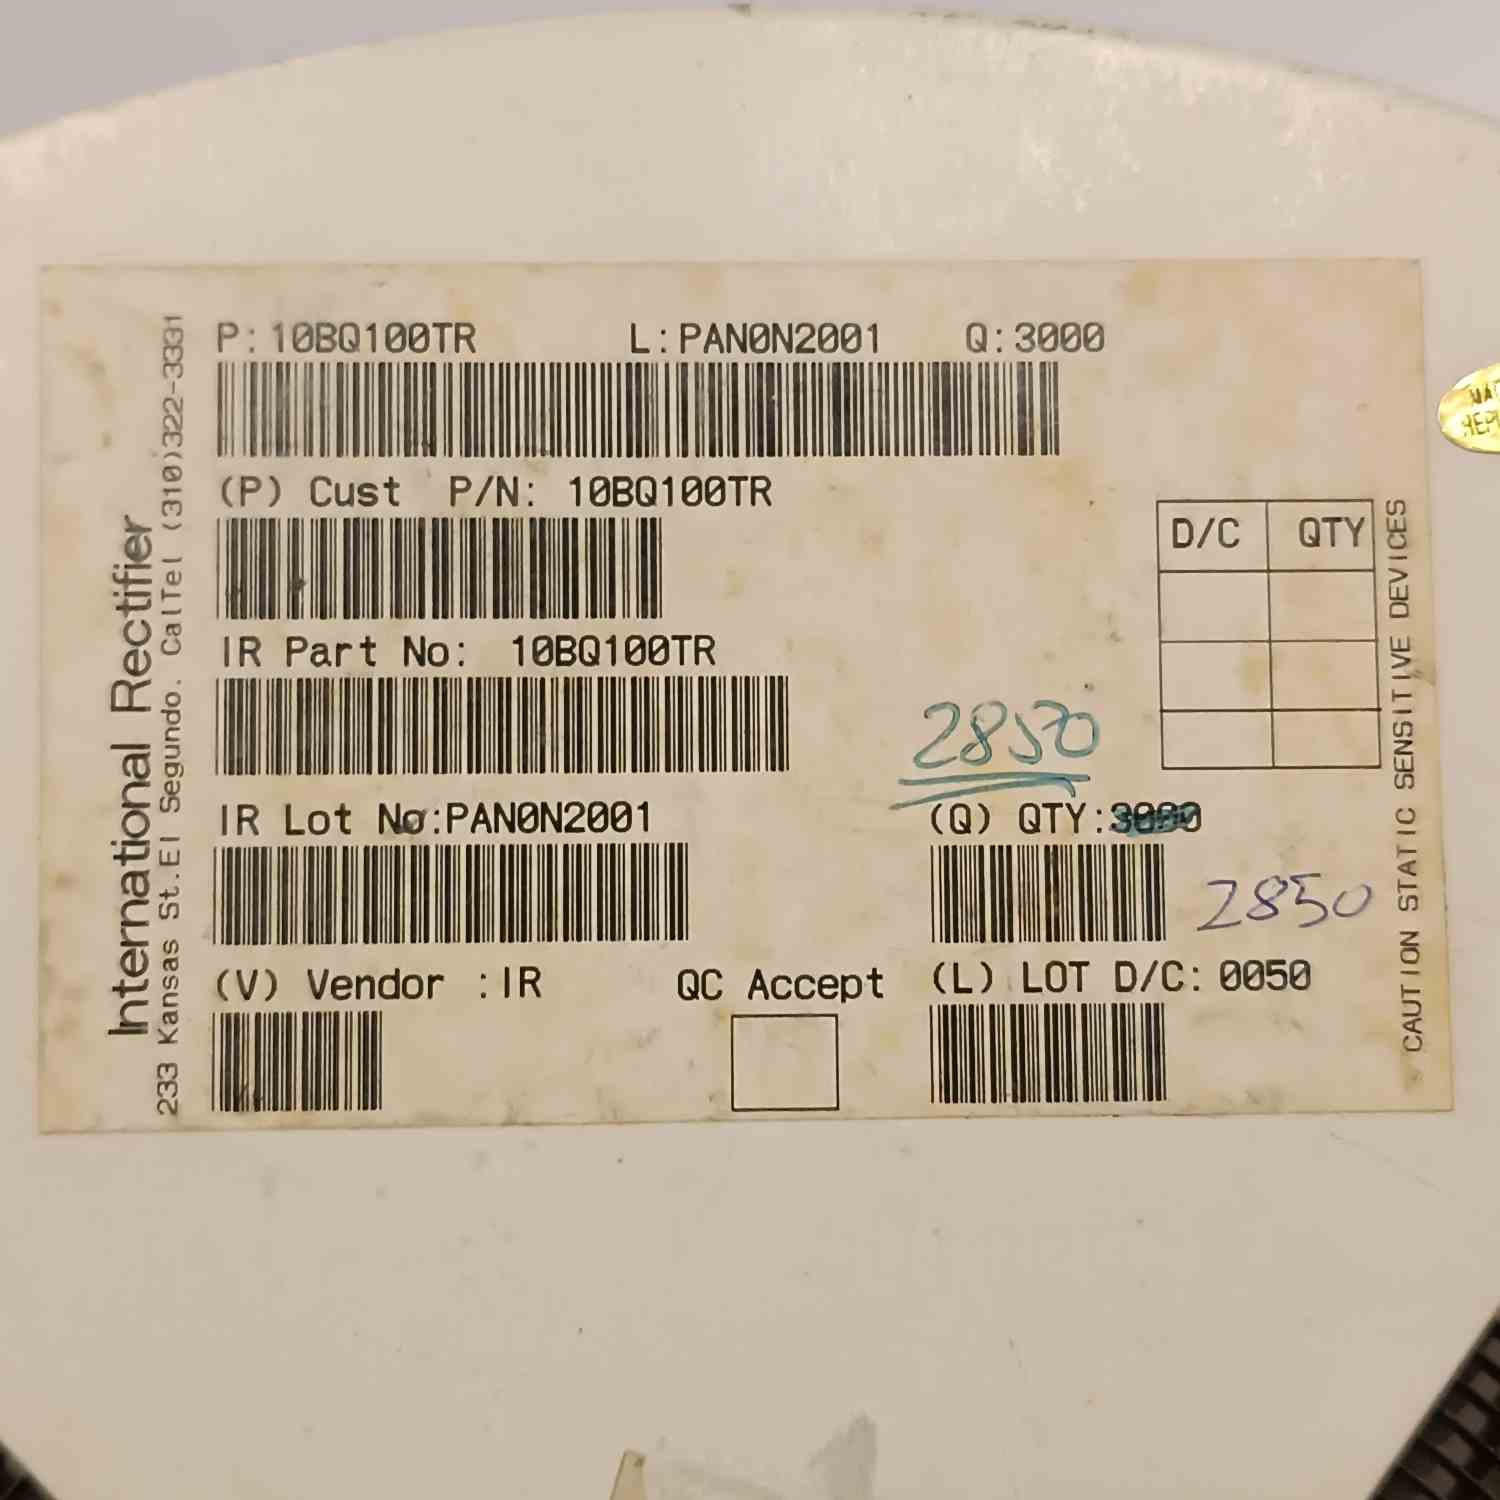 P: 10BQ100TR L: PAN0N2001 Q: 3000
(P) Cust P/N: 10BQ100TR
IR Part No: 10BQ100TR
2850
IR Lot No:PAN0N2001
(Q) QTY:3000
2850
(V) Vendor :IR
QC Accept
(L) LOT D/C: 0050
D/C QTY
International Rectifier
233 Kansas St.El Segundo. CalTel (310)322-3331
CAUTION STATIC SENSITIVE DEVICES